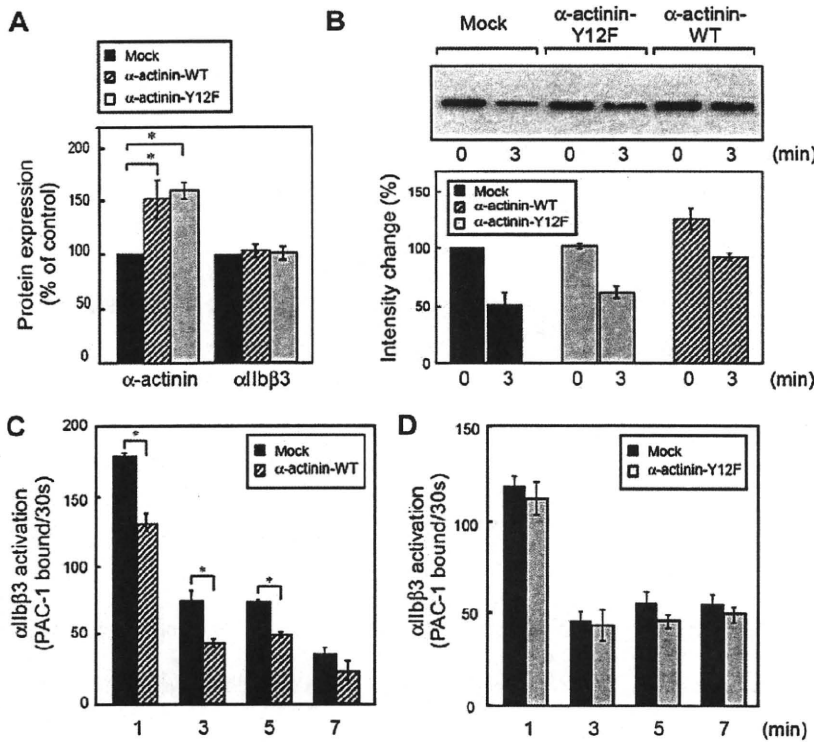 A
Mock
α-actinin-WT
α-actinin-Y12F
Protein expression
(% of control)
200
150
100
50
0
* *
α-actinin αIIbβ3
B
Mock α-actinin-Y12F α-actinin-WT
0 3 0 3 0 3 (min)
Intensity change (%)
150
100
50
0
Mock
α-actinin-WT
α-actinin-Y12F
0 3 0 3 0 3 (min)
C
αIIbβ3 activation
(PAC-1 bound/30s)
200
150
100
50
0
Mock
α-actinin-WT
* * *
1 3 5 7
D
αIIbβ3 activation
(PAC-1 bound/30s)
150
100
50
0
Mock
α-actinin-Y12F
1 3 5 7 (min)